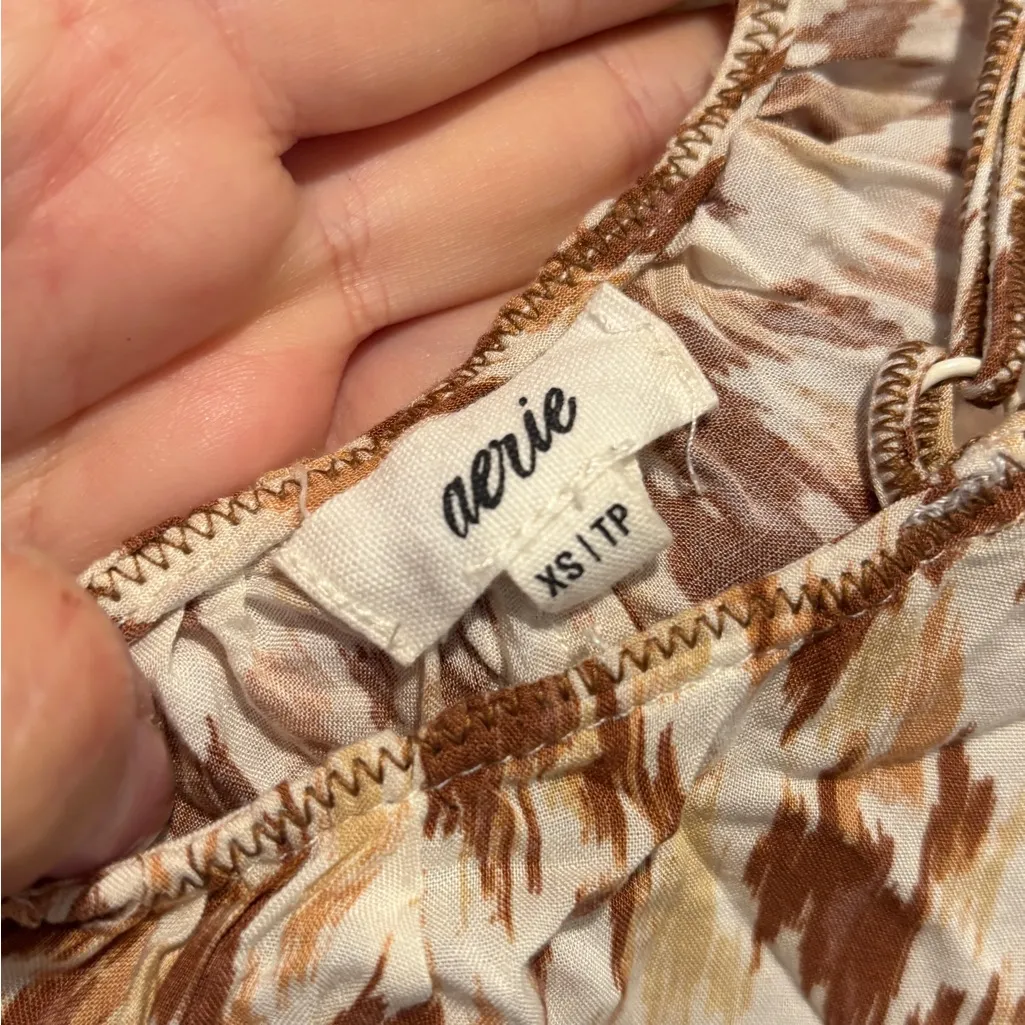 aerie
XS | TP